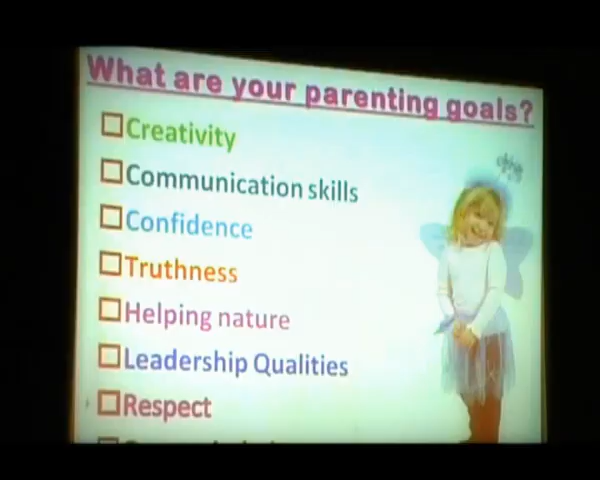 What are your parenting goals?
Creativity
Communication skills
Confidence
Truthness
Helping nature
Leadership Qualities
Respect